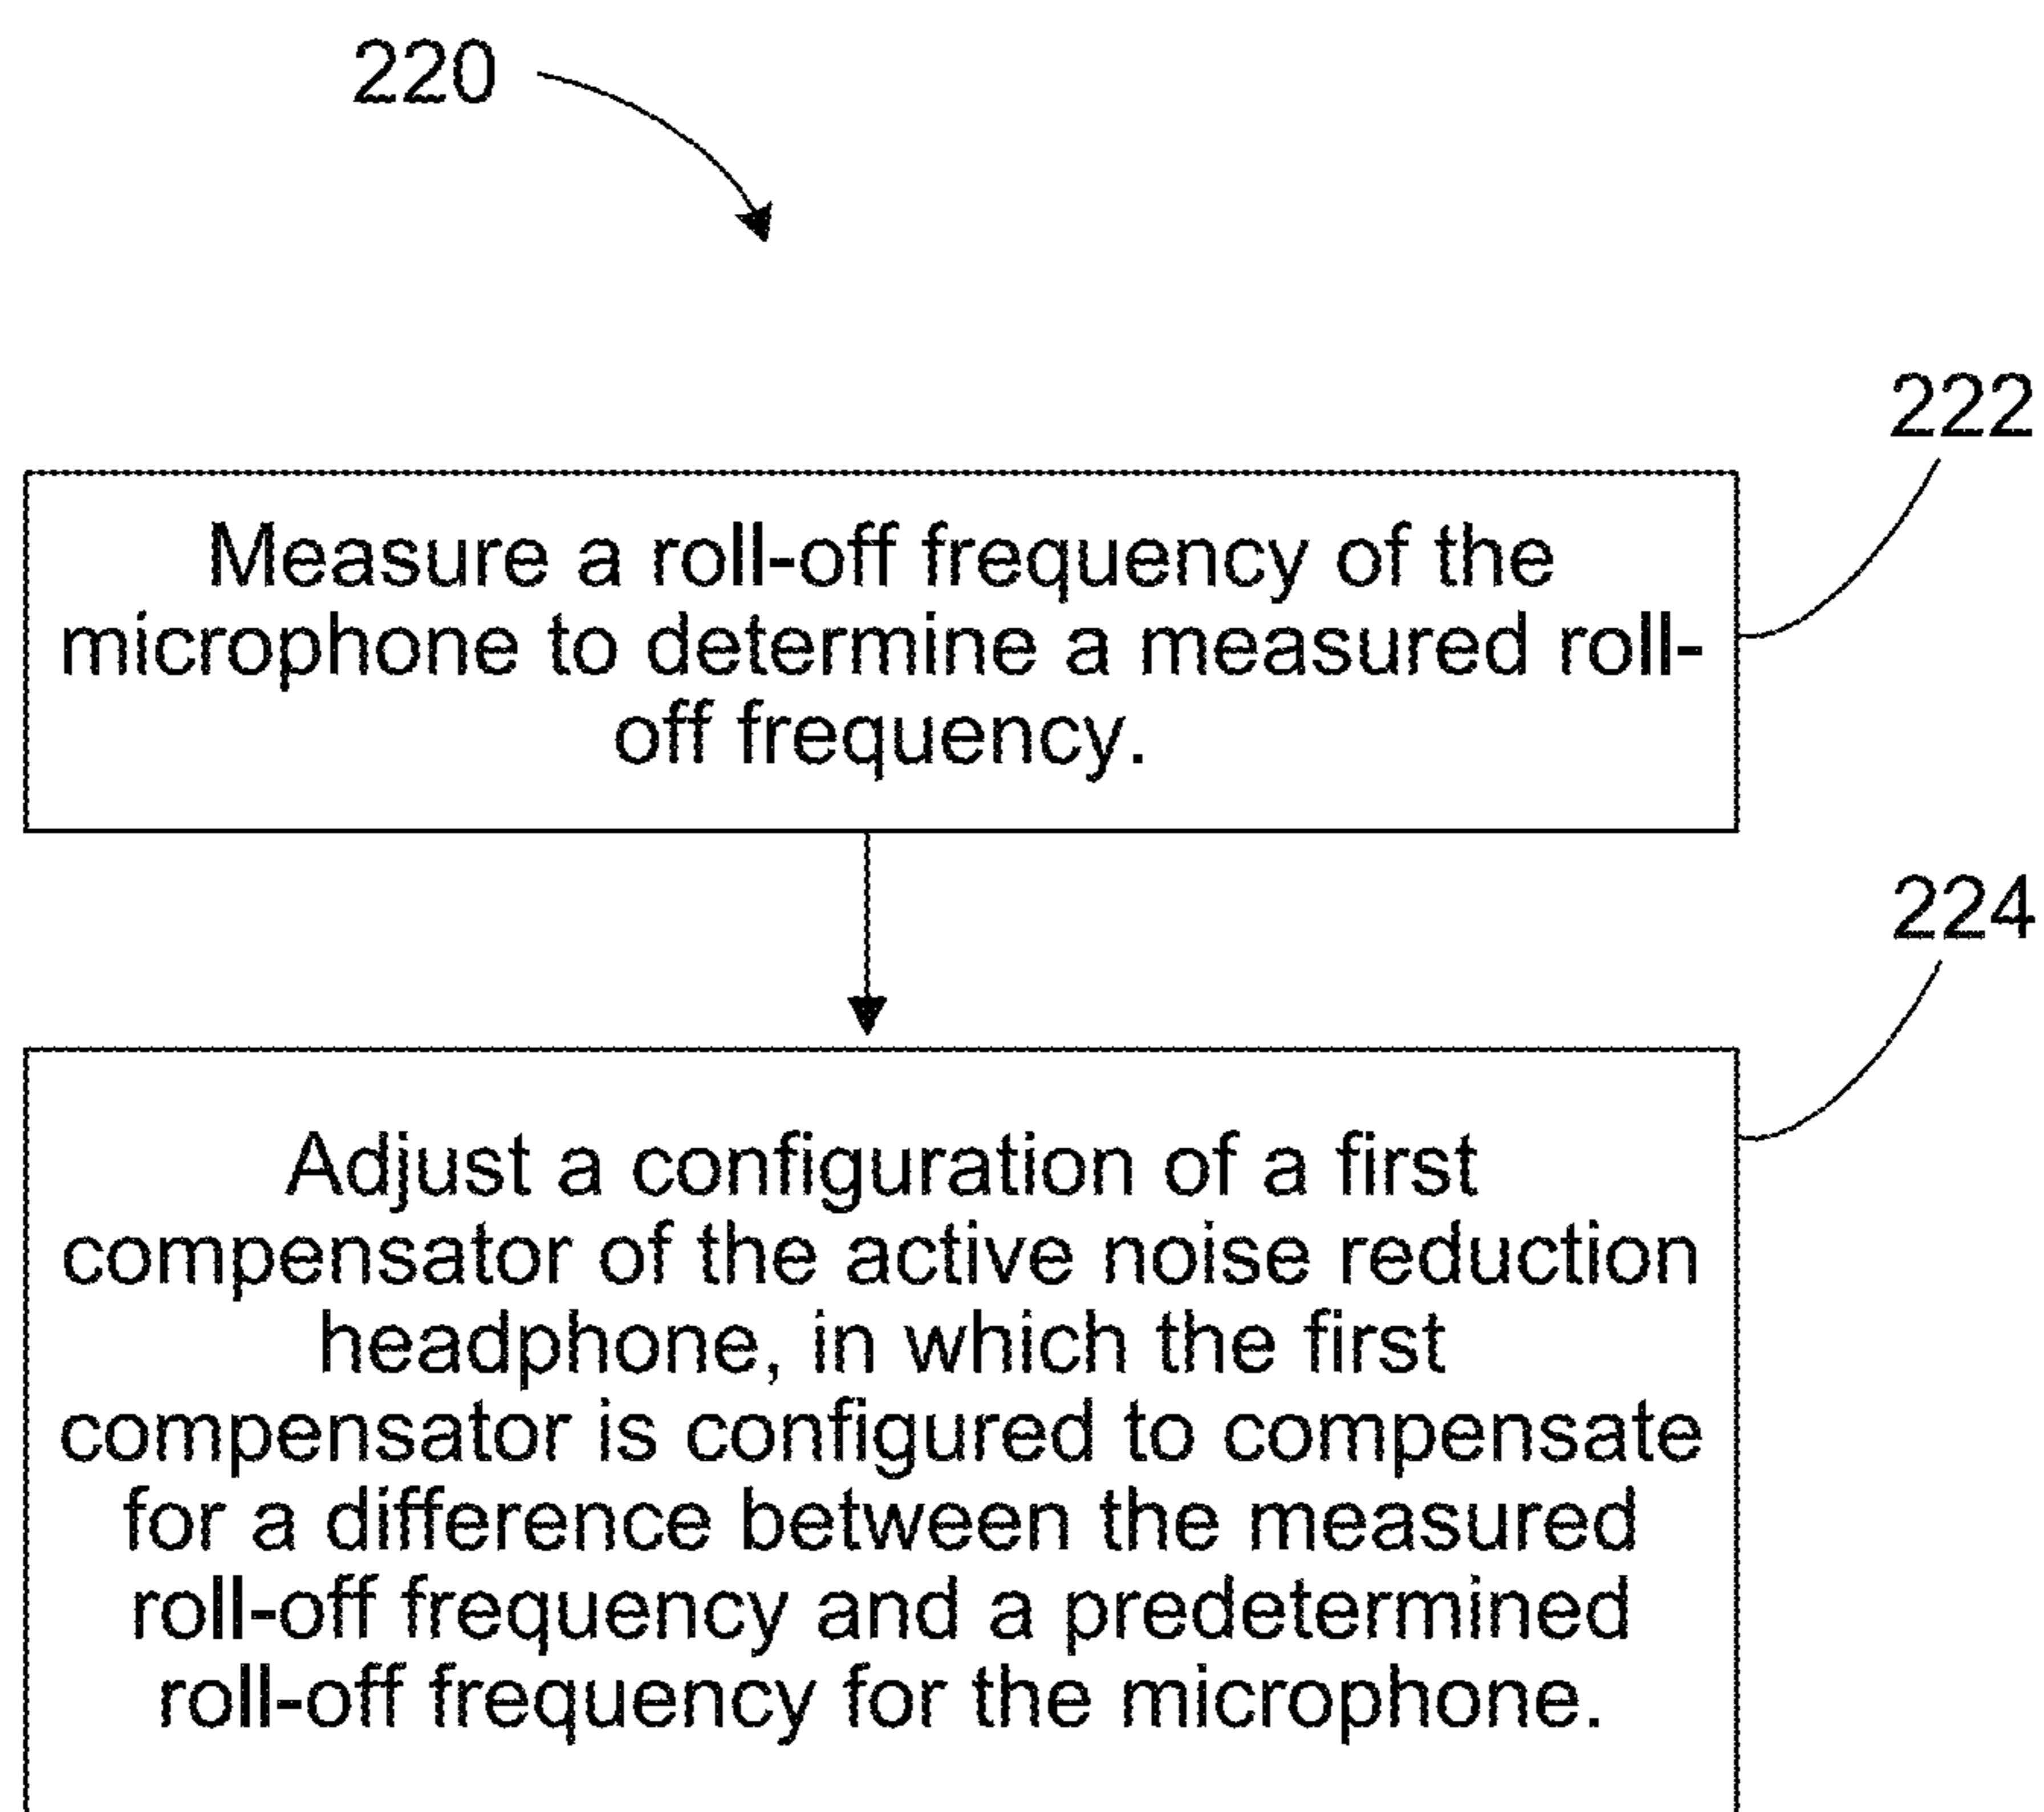 220
222
Measure a roll-off frequency of the
microphone to determine a measured roll-
off frequency.
224
Adjust a configuration of a first
compensator of the active noise reduction
headphone, in which the first
compensator is configured to compensate
for a difference between the measured
roll-off frequency and a predetermined
roll-off frequency for the microphone.